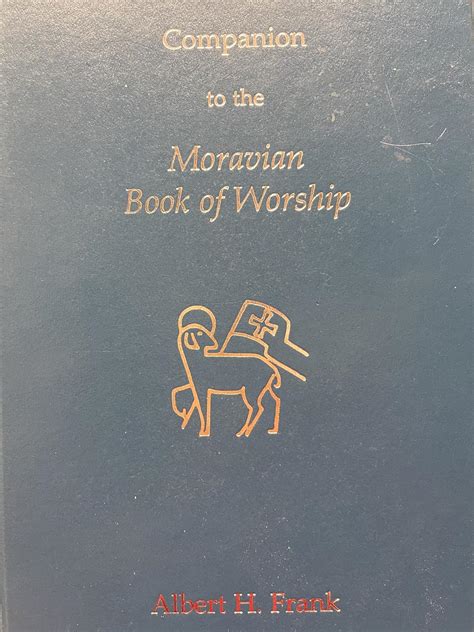 Companion
to the
Moravian
Book of Worship
Albert H. Frank